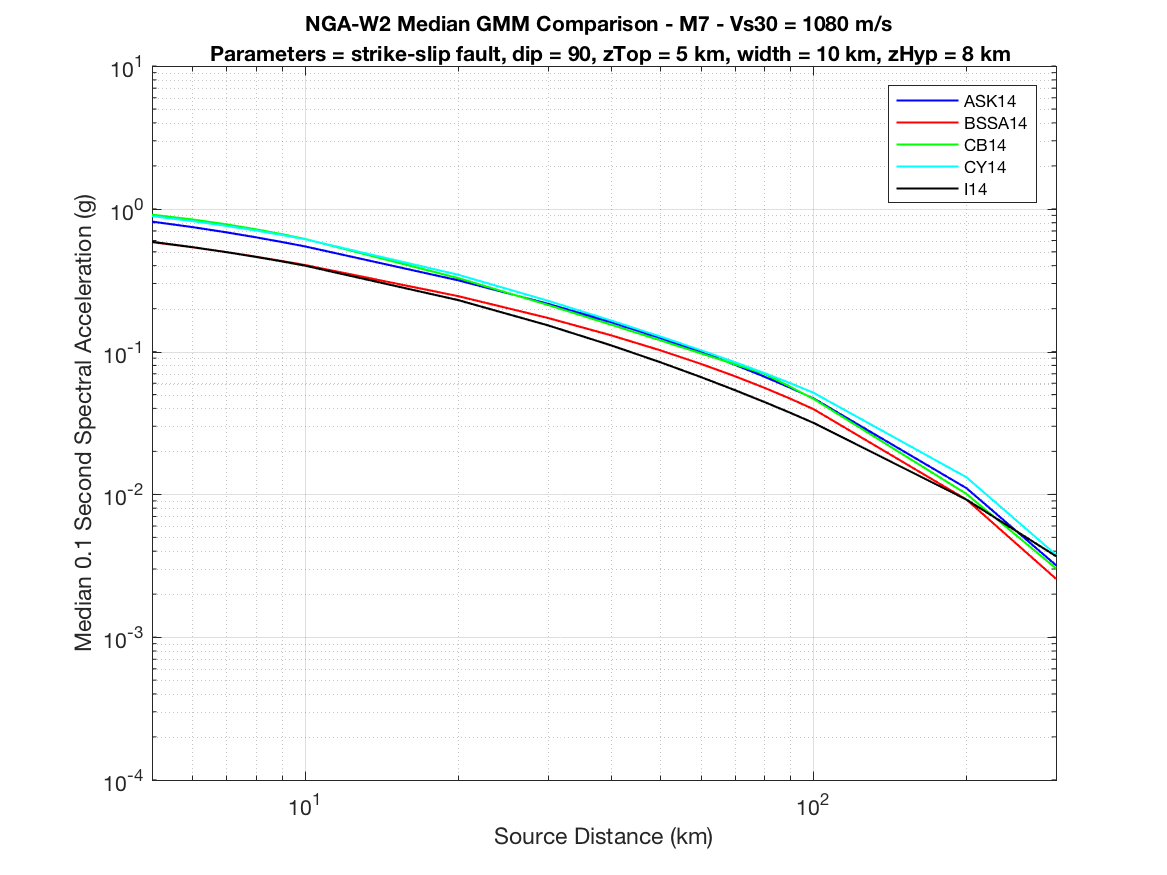 NGA-W2 Median GMM Comparison - M7 - Vs30 = 1080 m/s
Parameters = strike-slip fault, dip = 90, zTop = 5 km, width = 10 km, zHyp = 8 km
ASK14
BSSA14
CB14
CY14
I14
Median 0.1 Second Spectral Acceleration (g)
10^1
10^0
10^-1
10^-2
10^-3
10^-4
10^1
10^2
Source Distance (km)